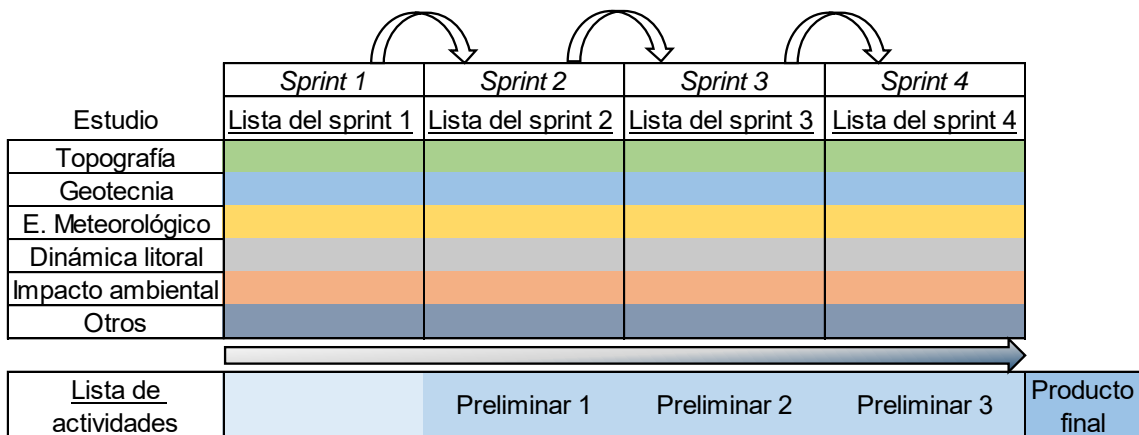 Sprint 1 Sprint 2 Sprint 3 Sprint 4
Estudio Lista del sprint 1 Lista del sprint 2 Lista del sprint 3 Lista del sprint 4
Topografía
Geotecnia
E. Meteorológico
Dinámica litoral
Impacto ambiental
Otros
Lista de
actividades
Preliminar 1 Preliminar 2 Preliminar 3
Producto
final